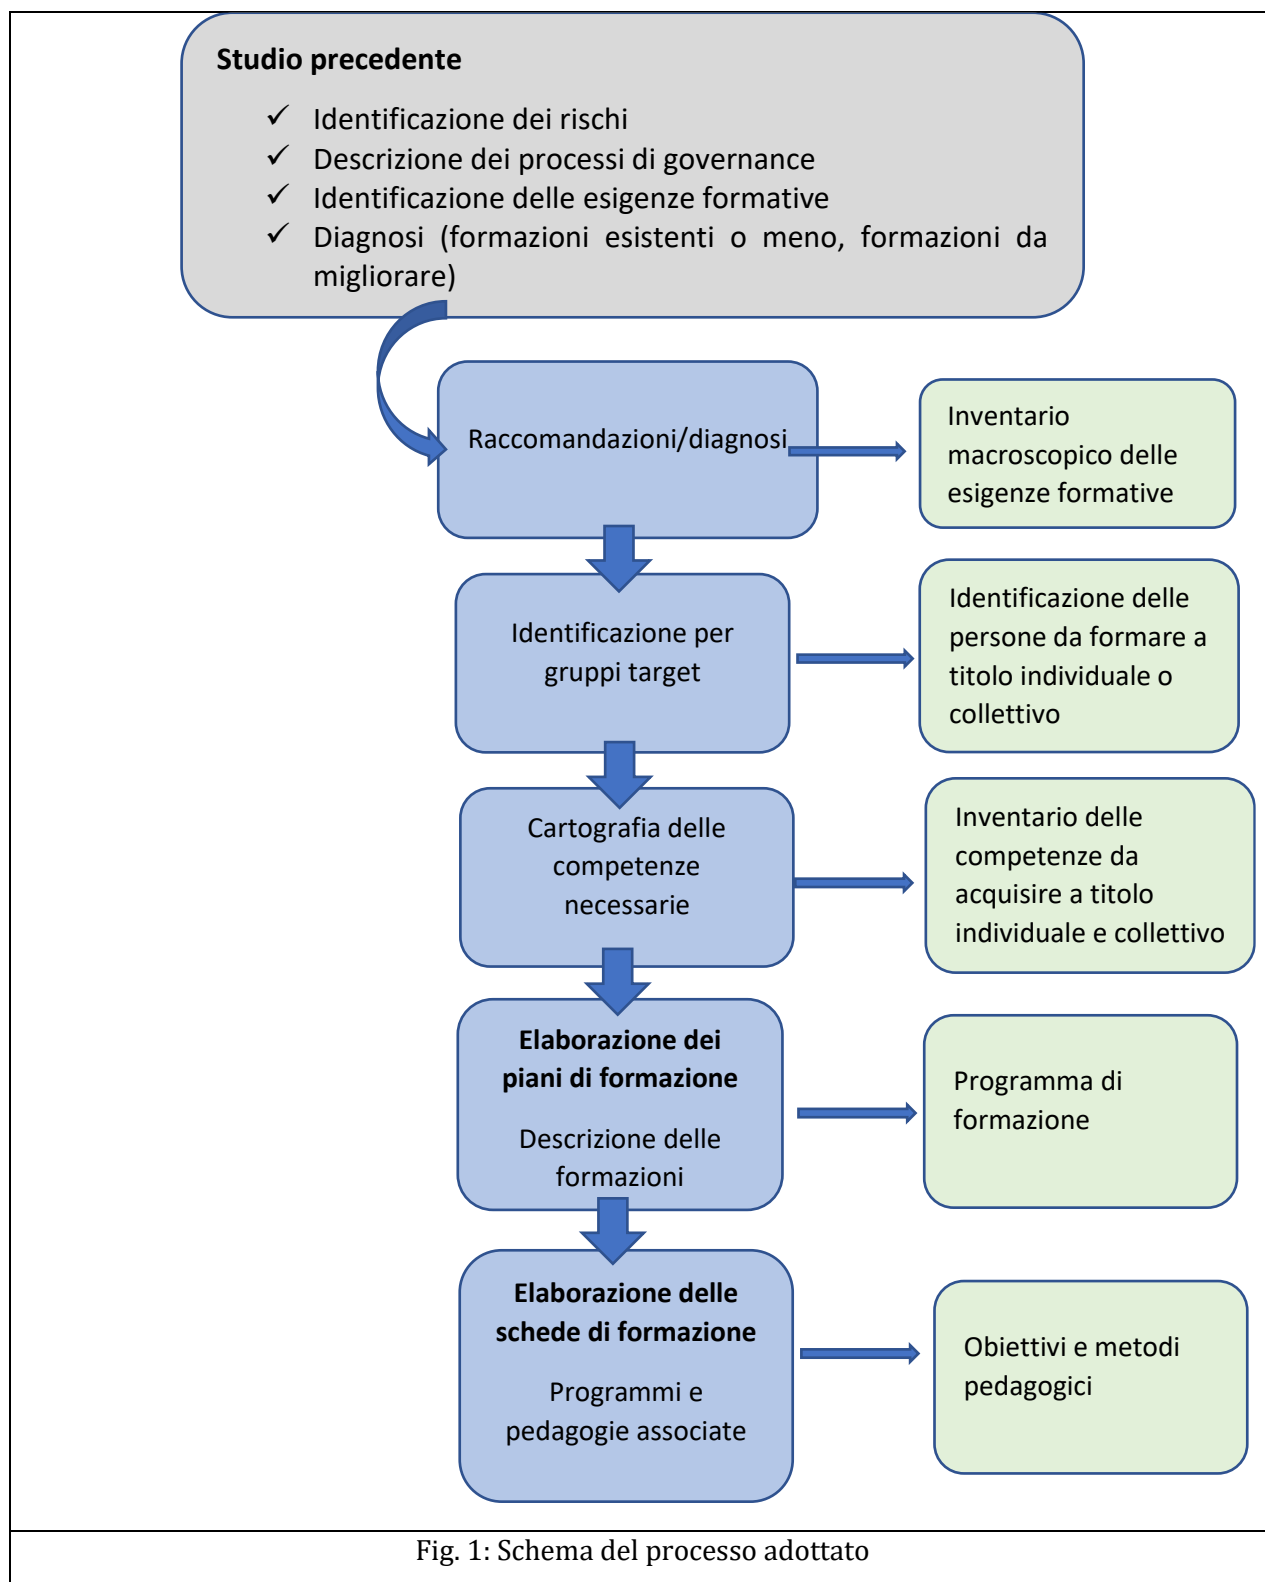 Studio precedente
✓ Identificazione dei rischi
✓ Descrizione dei processi di governance
✓ Identificazione delle esigenze formative
✓ Diagnosi (formazioni esistenti o meno, formazioni da
migliorare)
Raccomandazioni/diagnosi
Inventario
macroscopico delle
esigenze formative
Identificazione per
gruppi target
Identificazione delle
persone da formare a
titolo individuale o
collettivo
Cartografia delle
competenze
necessarie
Inventario delle
competenze da
acquisire a titolo
individuale e collettivo
Elaborazione dei
piani di formazione
Descrizione delle
formazioni
Programma di
formazione
Elaborazione delle
schede di formazione
Programmi e
pedagogie associate
Obiettivi e metodi
pedagogici
Fig. 1: Schema del processo adottato